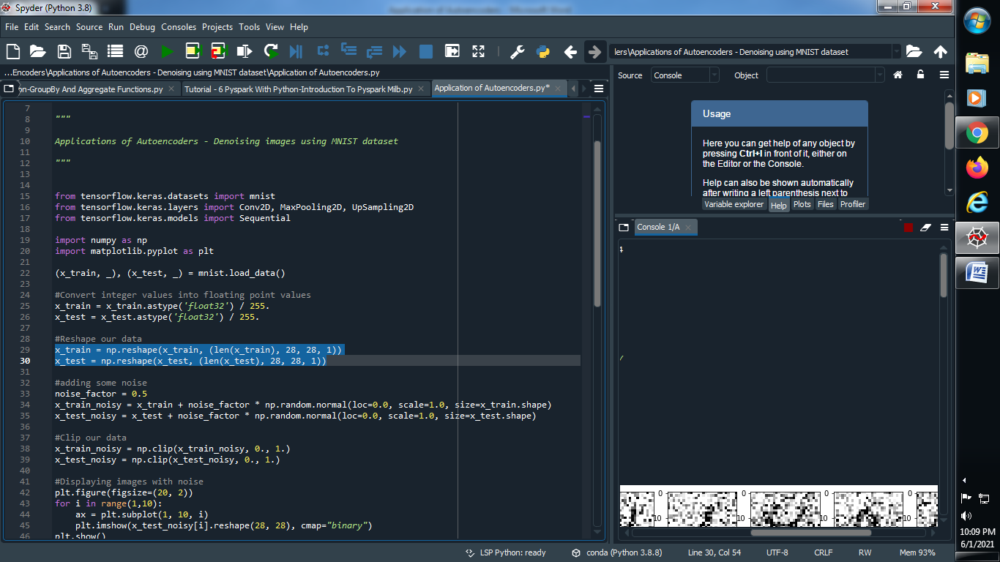 Spyder (Python 3.8)
Application of Autoencoders - Microsoft Word
File Edit Search Source Run Debug Consoles Projects Tools View Help
lers\Applications of Autoencoders - Denoising using MNIST dataset
...Encoders\Applications of Autoencoders - Denoising using MNIST dataset\Application of Autoencoders.py
on-GroupBy And Aggregate Functions.py
Tutorial - 6 Pyspark With Python-Introduction To Pyspark Mlib.py
Application of Autoencoders.py*
7
8 """
9
10 Applications of Autoencoders - Denoising images using MNIST dataset
11
12 """
13
14
15 from tensorflow.keras.datasets import mnist
16 from tensorflow.keras.layers import Conv2D, MaxPooling2D, UpSampling2D
17 from tensorflow.keras.models import Sequential
18
19 import numpy as np
20 import matplotlib.pyplot as plt
21
22 (x_train, _), (x_test, _) = mnist.load_data()
23
24 #Convert integer values into floating point values
25 x_train = x_train.astype('float32') / 255.
26 x_test = x_test.astype('float32') / 255.
27
28 #Reshape our data
29 x_train = np.reshape(x_train, (len(x_train), 28, 28, 1))
30 x_test = np.reshape(x_test, (len(x_test), 28, 28, 1))
31
32 #adding some noise
33 noise_factor = 0.5
34 x_train_noisy = x_train + noise_factor * np.random.normal(loc=0.0, scale=1.0, size=x_train.shape)
35 x_test_noisy = x_test + noise_factor * np.random.normal(loc=0.0, scale=1.0, size=x_test.shape)
36
37 #Clip our data
38 x_train_noisy = np.clip(x_train_noisy, 0., 1.)
39 x_test_noisy = np.clip(x_test_noisy, 0., 1.)
40
41 #Displaying images with noise
42 plt.figure(figsize=(20, 2))
43 for i in range(1,10):
44 ax = plt.subplot(1, 10, i)
45 plt.imshow(x_test_noisy[i].reshape(28, 28), cmap="binary")
46 plt.show()
Source Console Object
Usage
Here you can get help of any object by
pressing Ctrl+I in front of it, either on
the Editor or the Console.
Help can also be shown automatically
after writing a left parenthesis next to
Variable explorer Help Plots Files Profiler
Console 1/A
/
0 0 0 0
10 10 10 10
LSP Python: ready conda (Python 3.8.8) Line 30, Col 54 UTF-8 CRLF RW Mem 93%
10:09 PM
6/1/2021